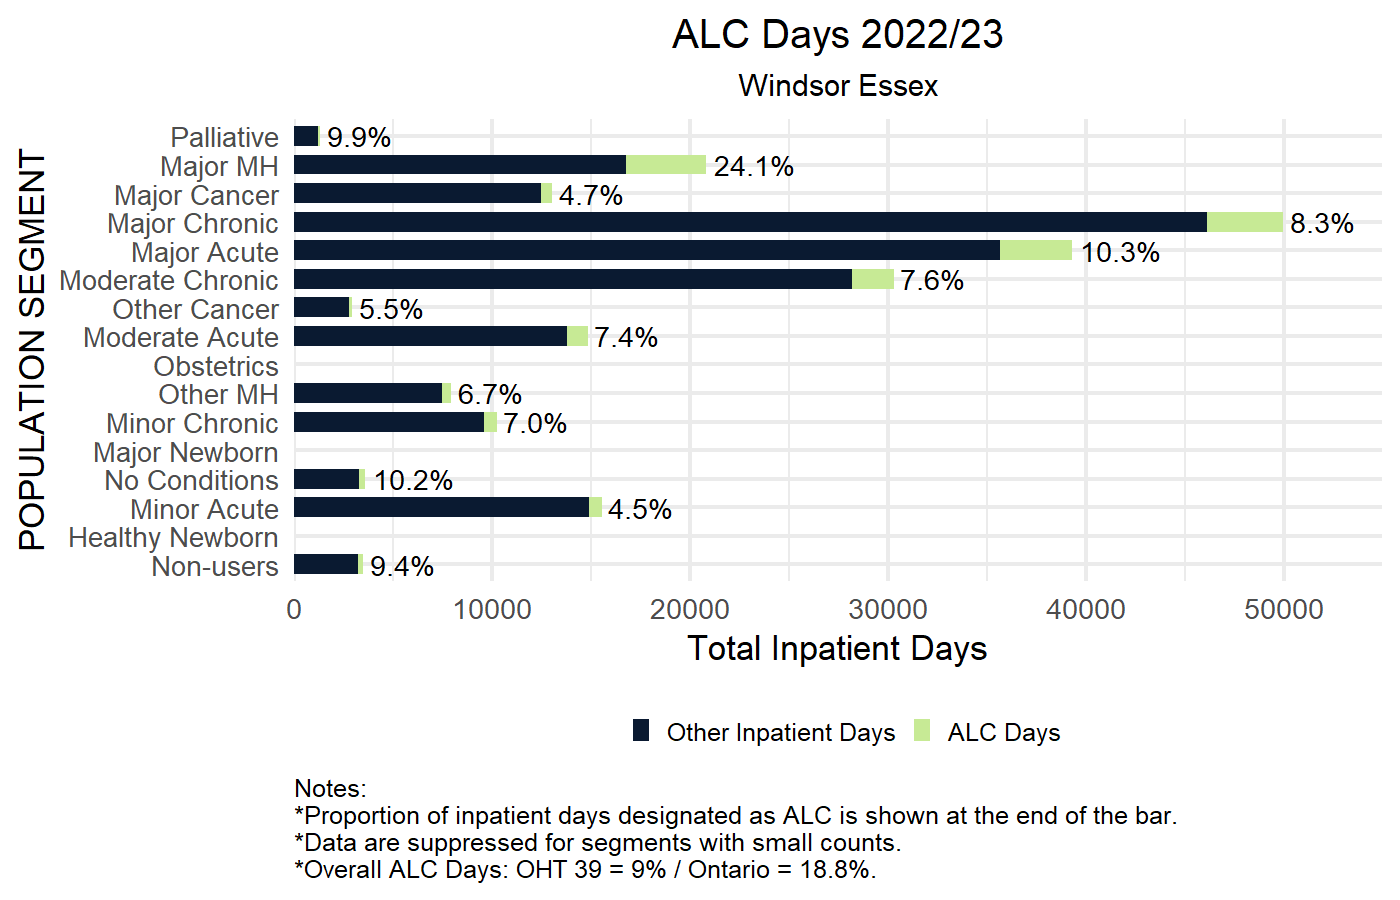 ALC Days 2022/23
Windsor Essex
POPULATION SEGMENT
Palliative 9.9%
Major MH 24.1%
Major Cancer 4.7%
Major Chronic 8.3%
Major Acute 10.3%
Moderate Chronic 7.6%
Other Cancer 5.5%
Moderate Acute 7.4%
Obstetrics
Other MH 6.7%
Minor Chronic 7.0%
Major Newborn
No Conditions 10.2%
Minor Acute 4.5%
Healthy Newborn
Non-users 9.4%
0 10000 20000 30000 40000 50000
Total Inpatient Days
Other Inpatient Days ALC Days
Notes:
*Proportion of inpatient days designated as ALC is shown at the end of the bar.
*Data are suppressed for segments with small counts.
*Overall ALC Days: OHT 39 = 9% / Ontario = 18.8%.